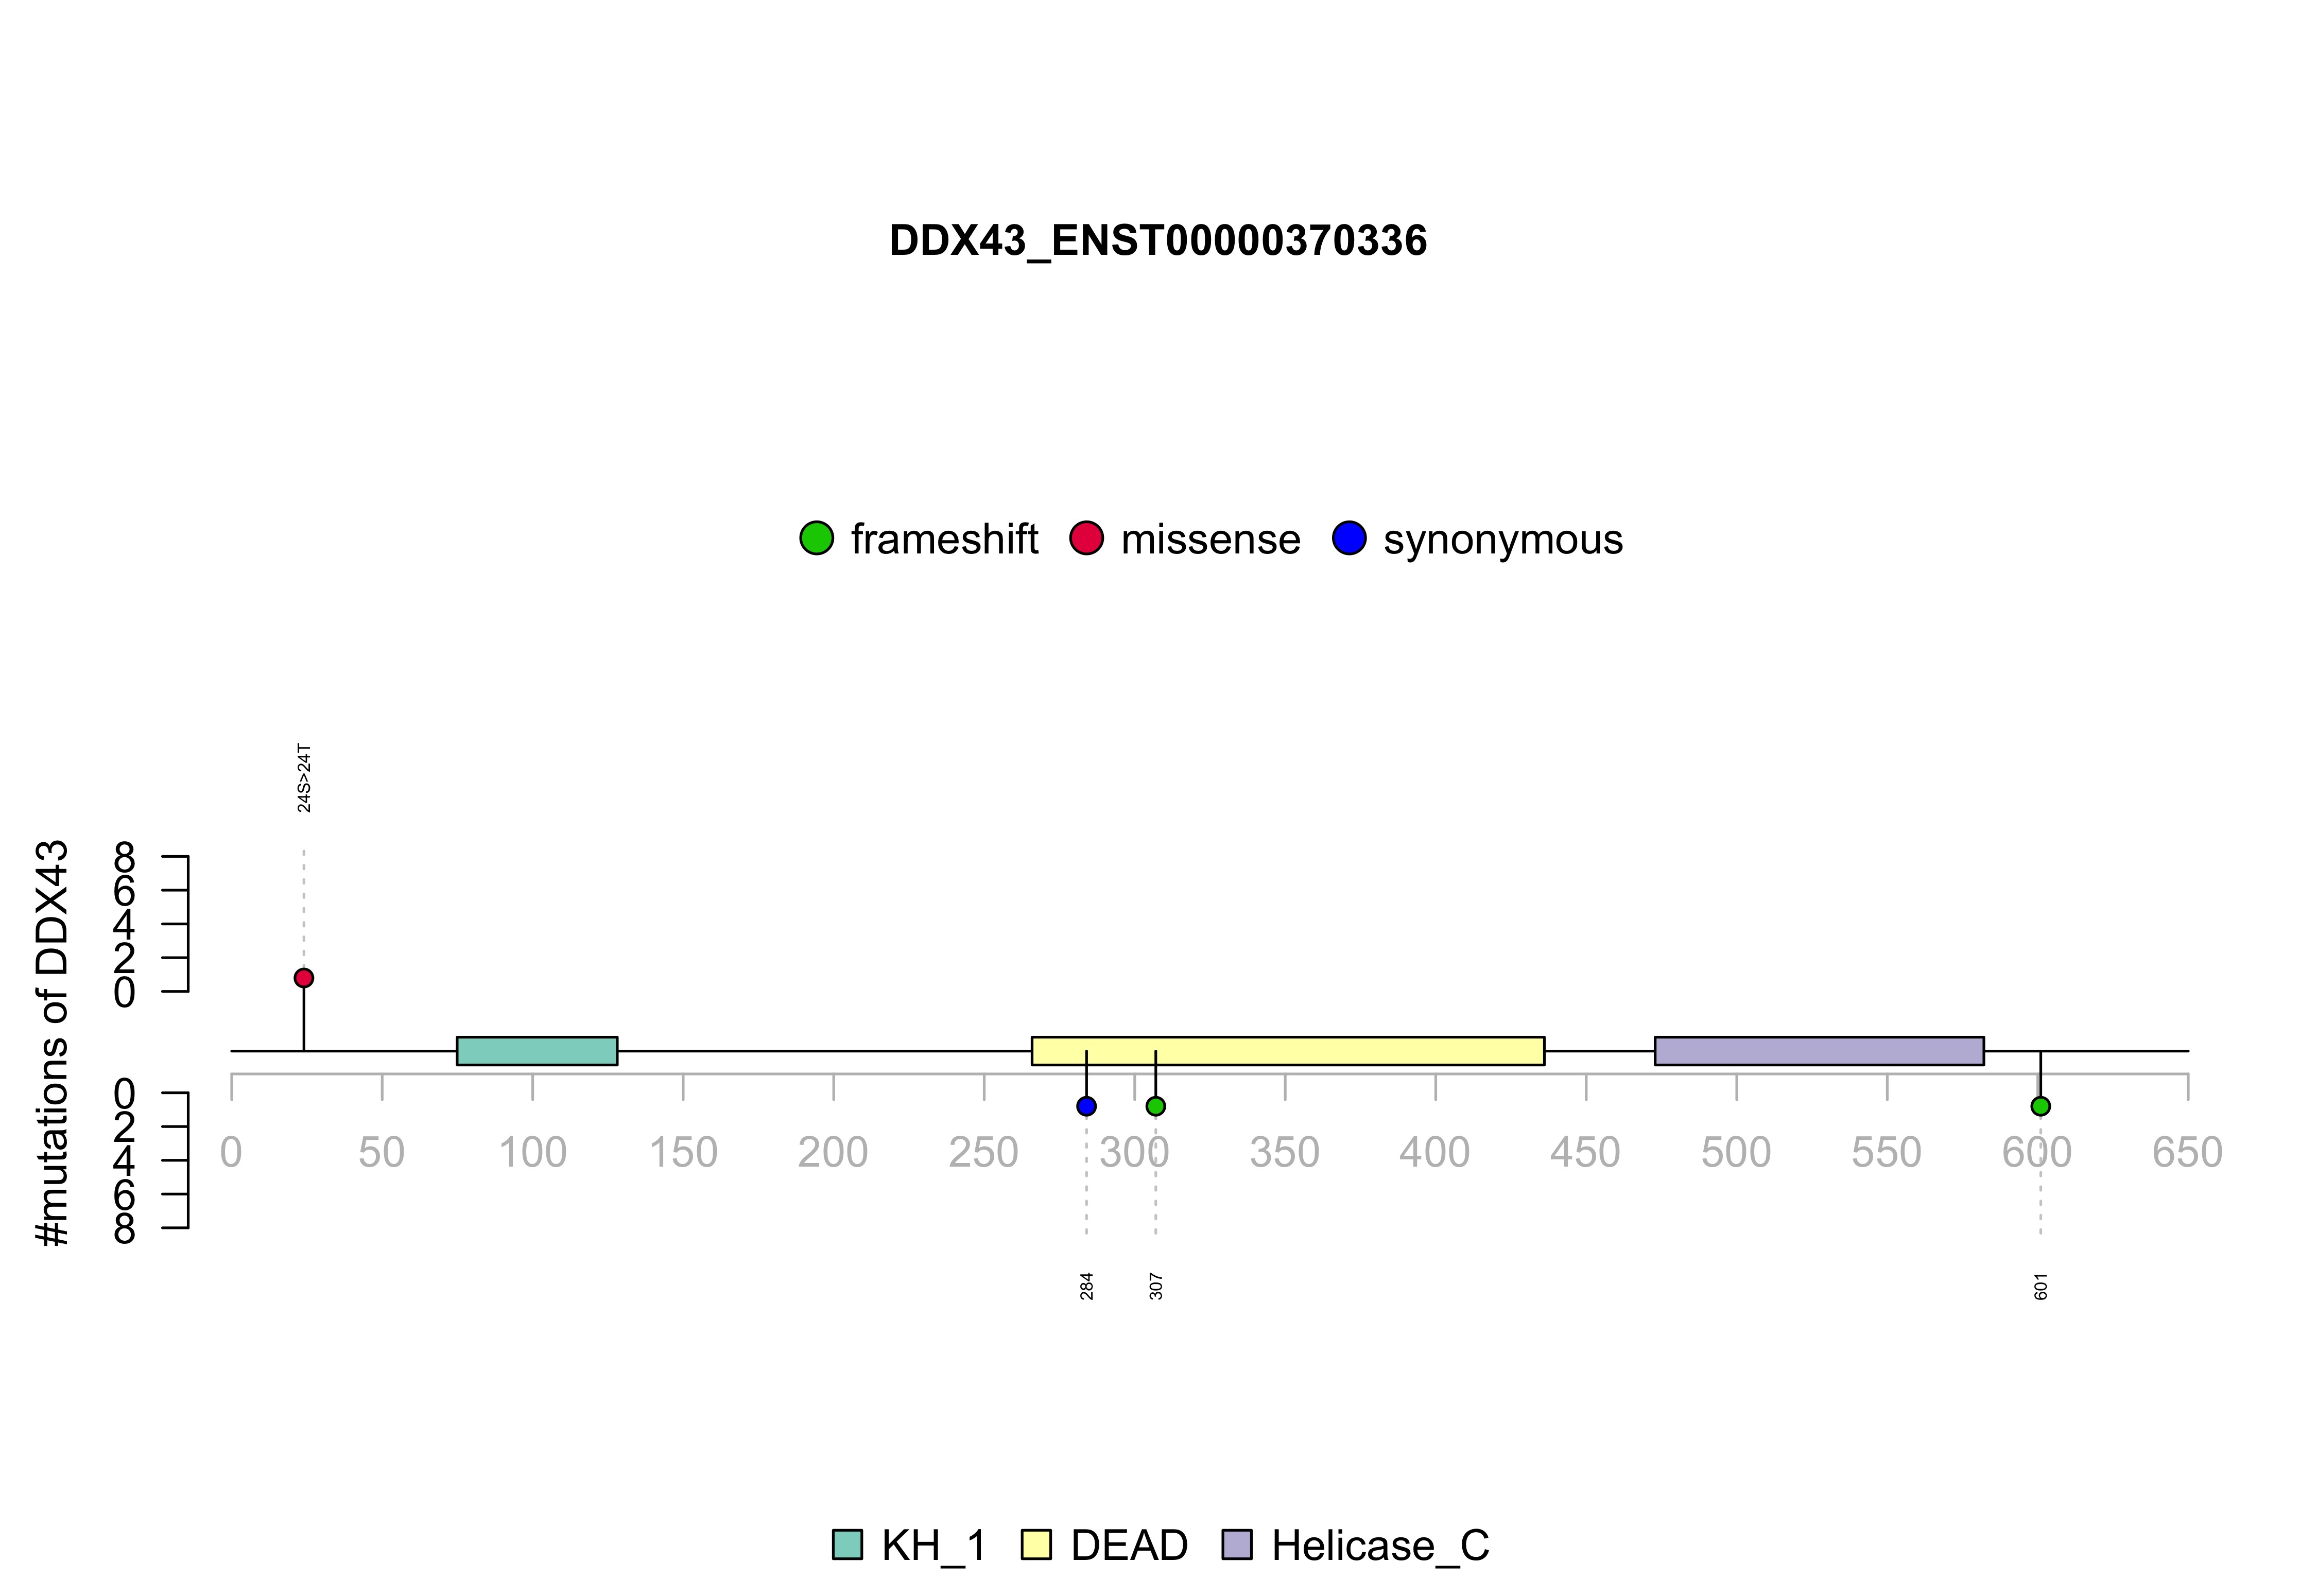 DDX43_ENST00000370336
frameshift missense synonymous
24S>24T
#mutations of DDX43
8
6
4
2
0
0
2
4
6
8
0 50 100 150 200 250 300 350 400 450 500 550 600 650
284 307 601
KH_1 DEAD Helicase_C